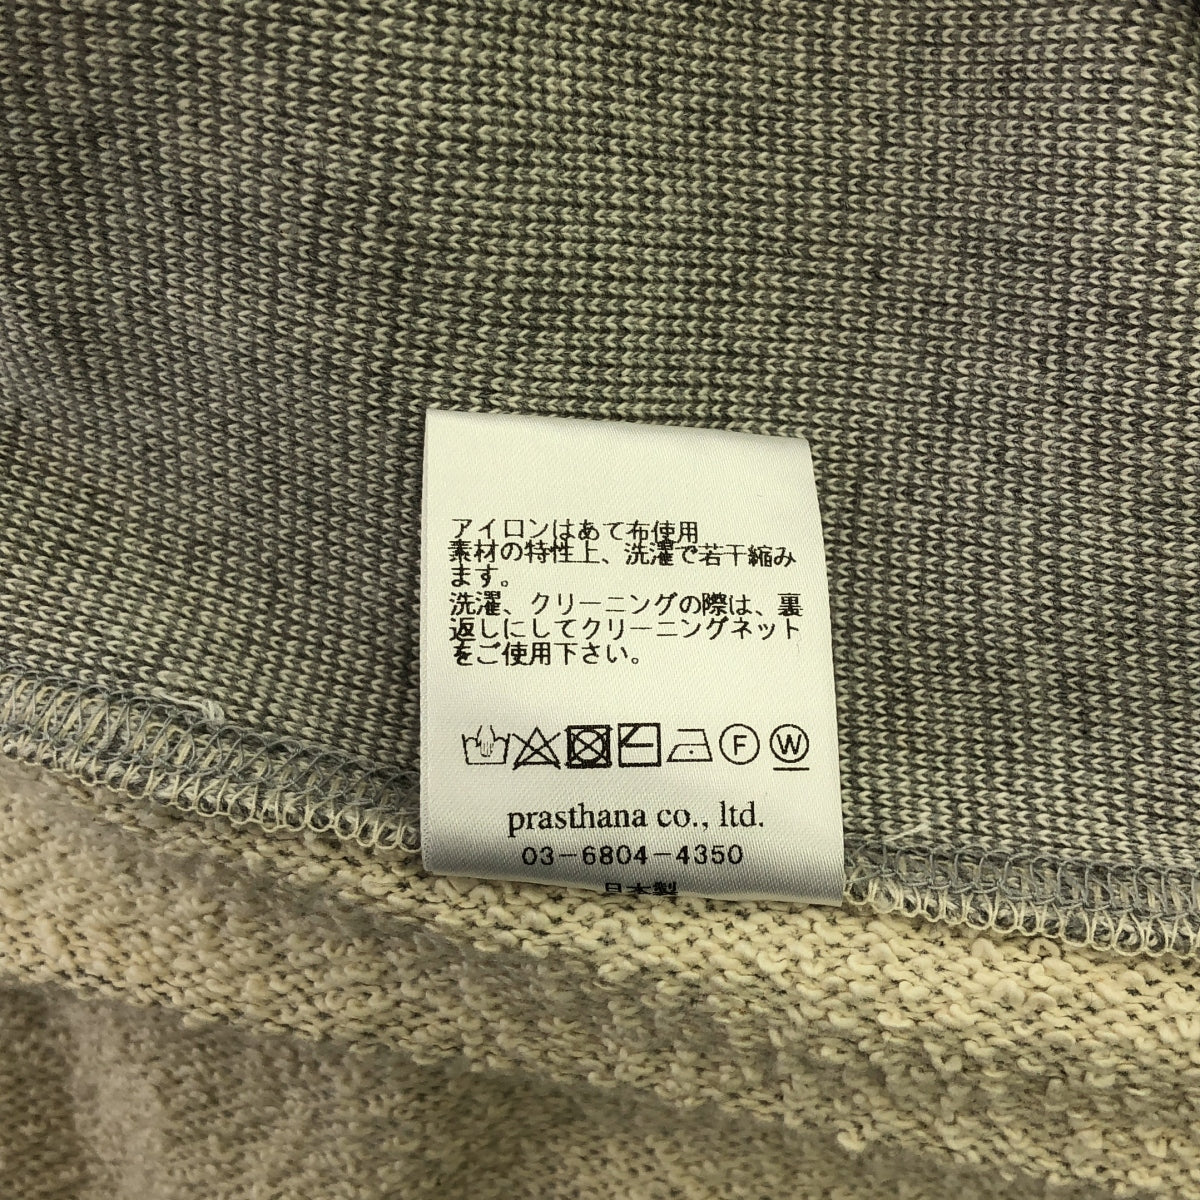 アイロンはあて布使用
素材の特性上、洗濯で若干縮み
ます。
洗濯、クリーニングの際は、裏
返しにしてクリーニングネット
をご使用下さい。
F W
prasthana co., ltd.
03-6804-4350
日本製